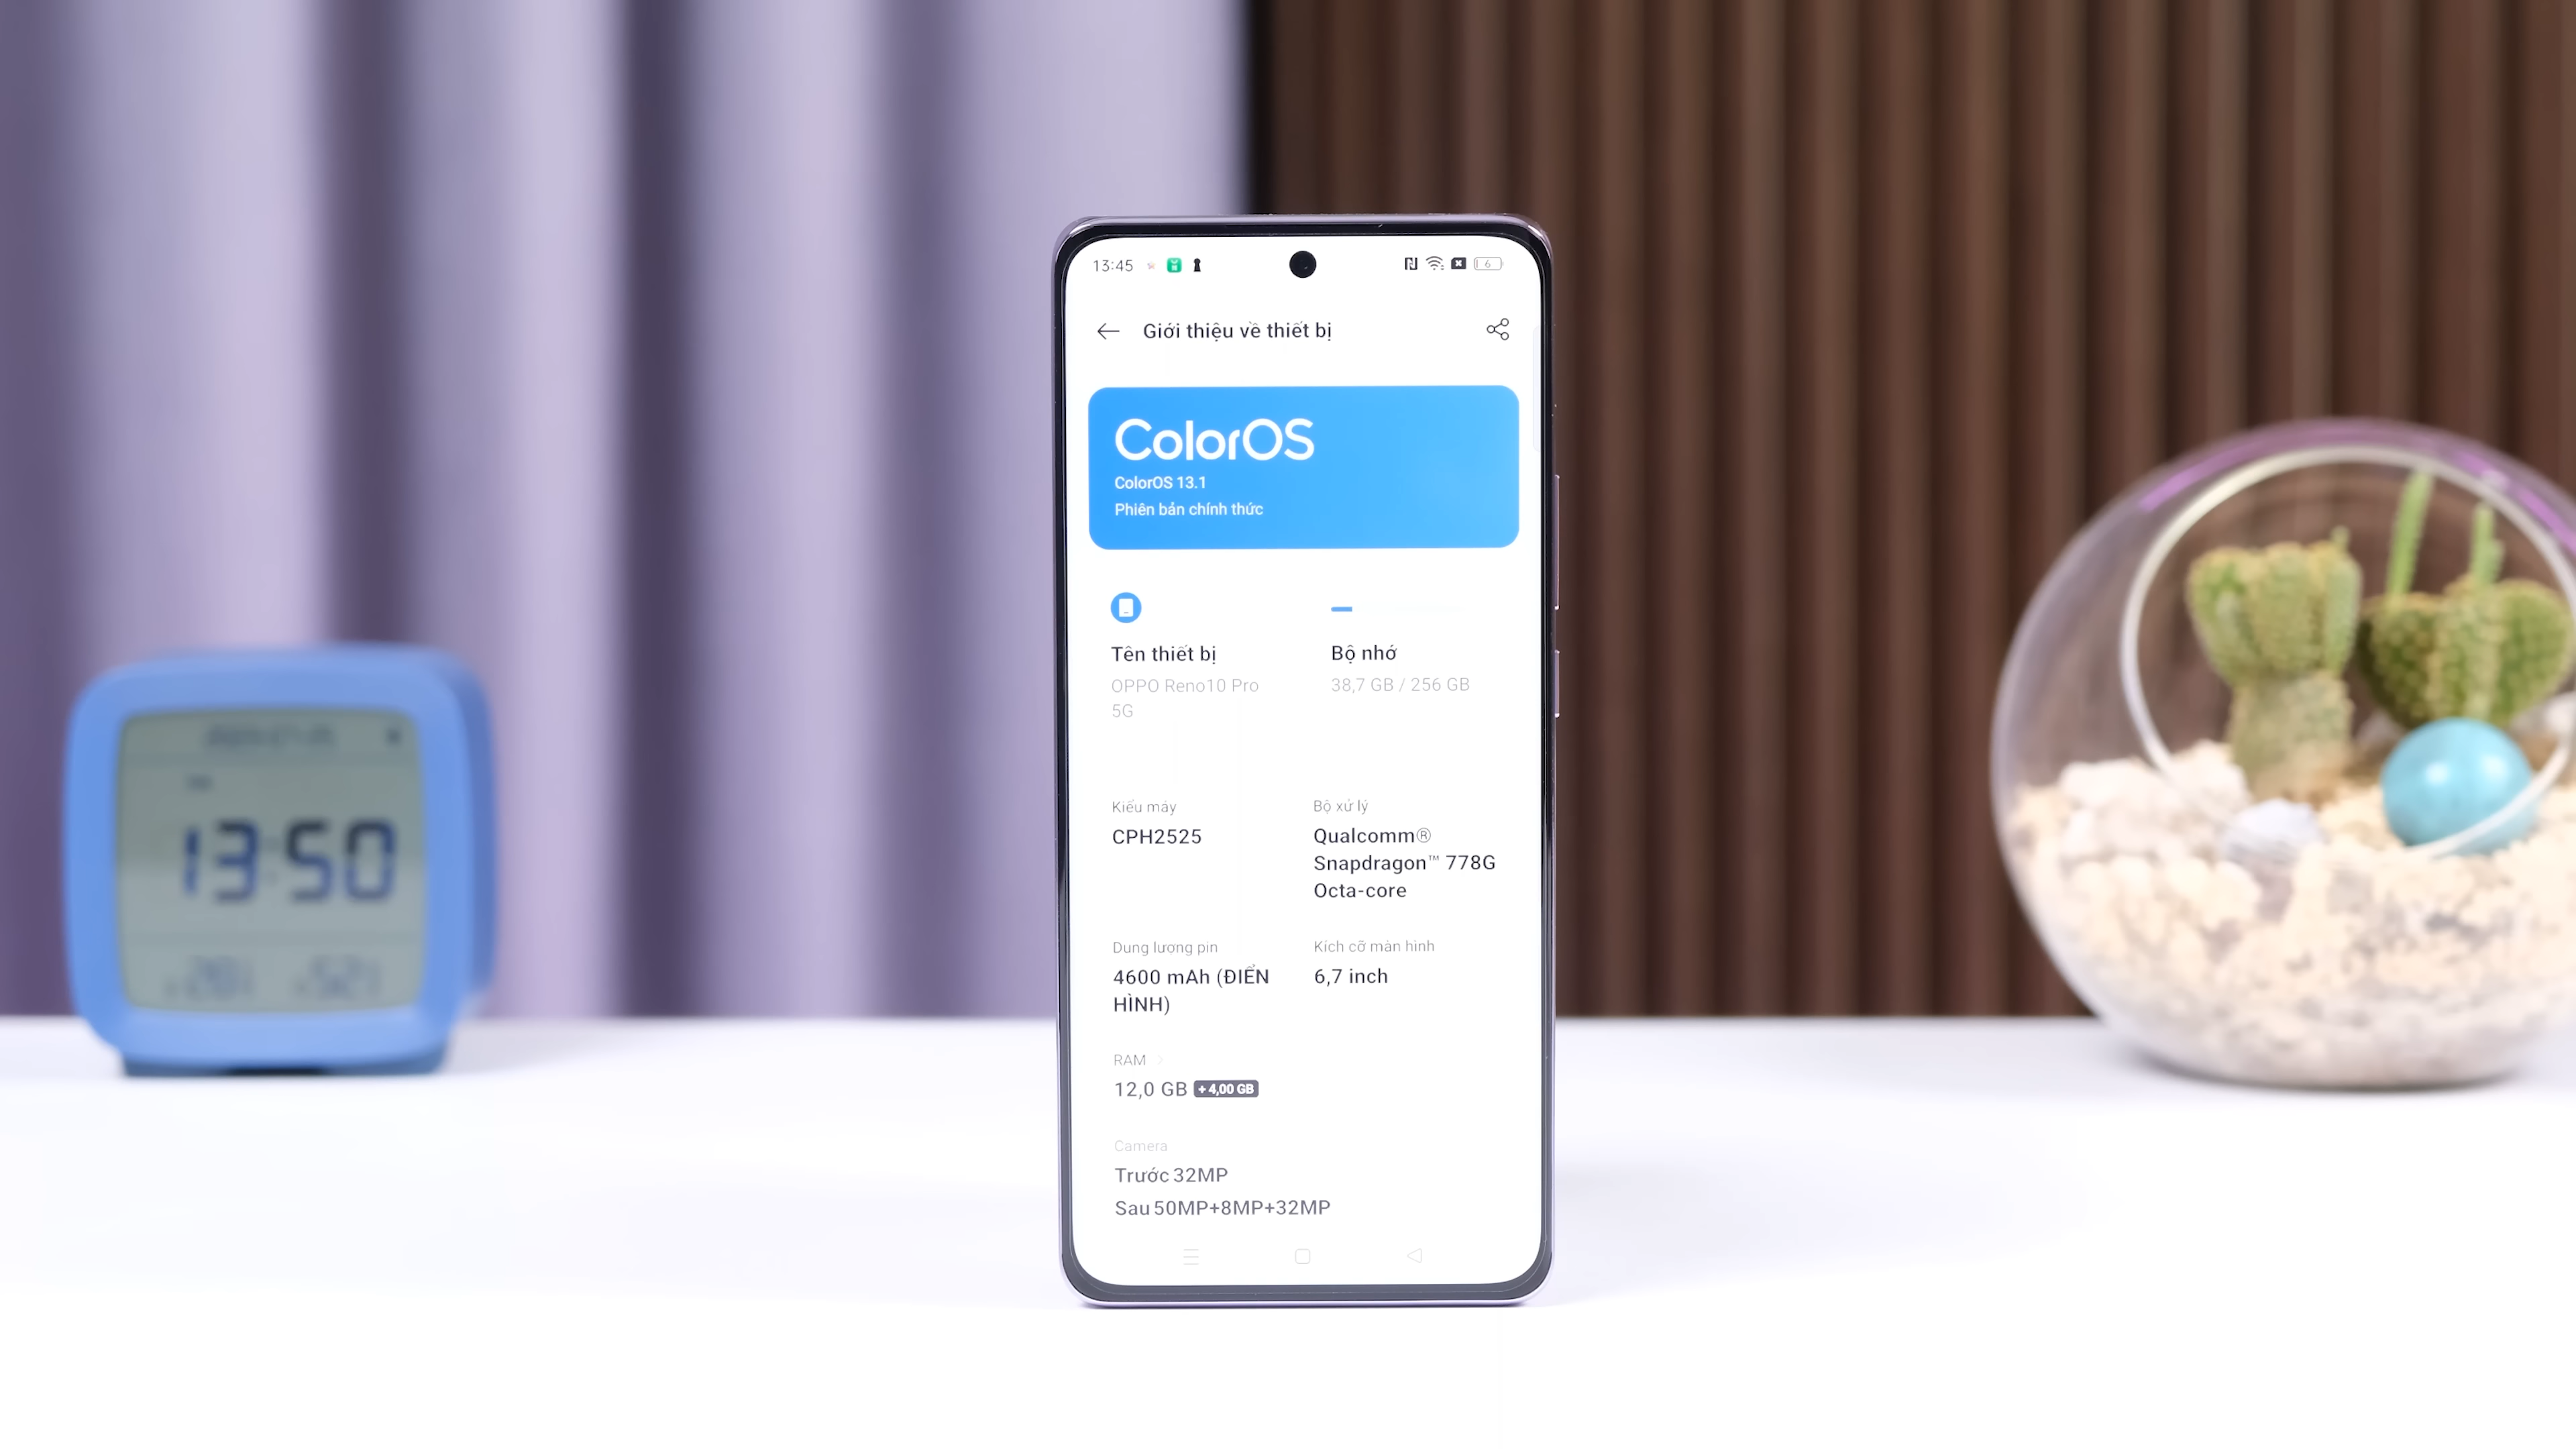 13:45
6
Giới thiệu về thiết bị
ColorOS
ColorOS 13.1
Phiên bản chính thức
Tên thiết bị
OPPO Reno10 Pro
5G
Bộ nhớ
38,7 GB / 256 GB
Kiểu máy
CPH2525
Bộ xử lý
Qualcomm®
Snapdragon™ 778G
Octa-core
Dung lượng pin
4600 mAh (ĐIỂN
HÌNH)
Kích cỡ màn hình
6,7 inch
RAM
12,0 GB + 4,00 GB
Camera
Trước 32MP
Sau 50MP+8MP+32MP
13:50